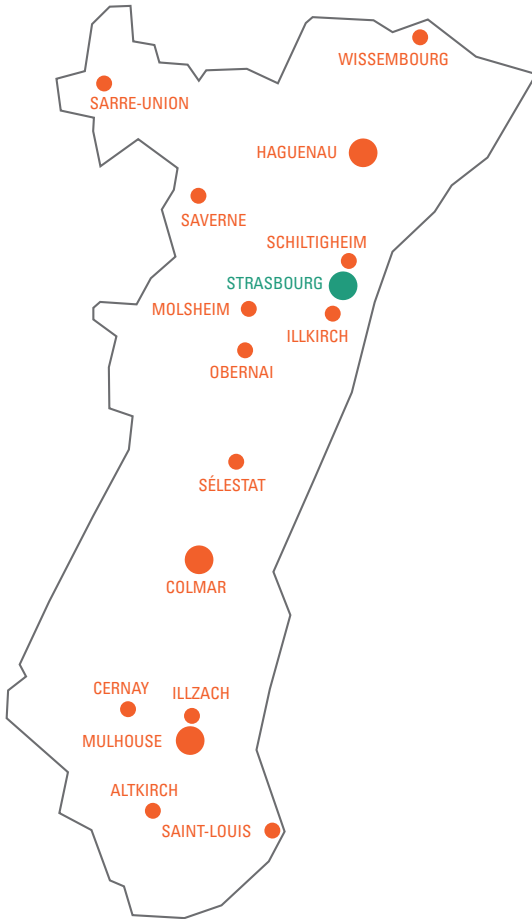 WISSEMBOURG
SARRE-UNION
HAGUENAU
SAVERNE
SCHILTIGHEIM
STRASBOURG
MOLSHEIM
ILLKIRCH
OBERNAI
SÉLESTAT
COLMAR
CERNAY
ILLZACH
MULHOUSE
ALTKIRCH
SAINT-LOUIS